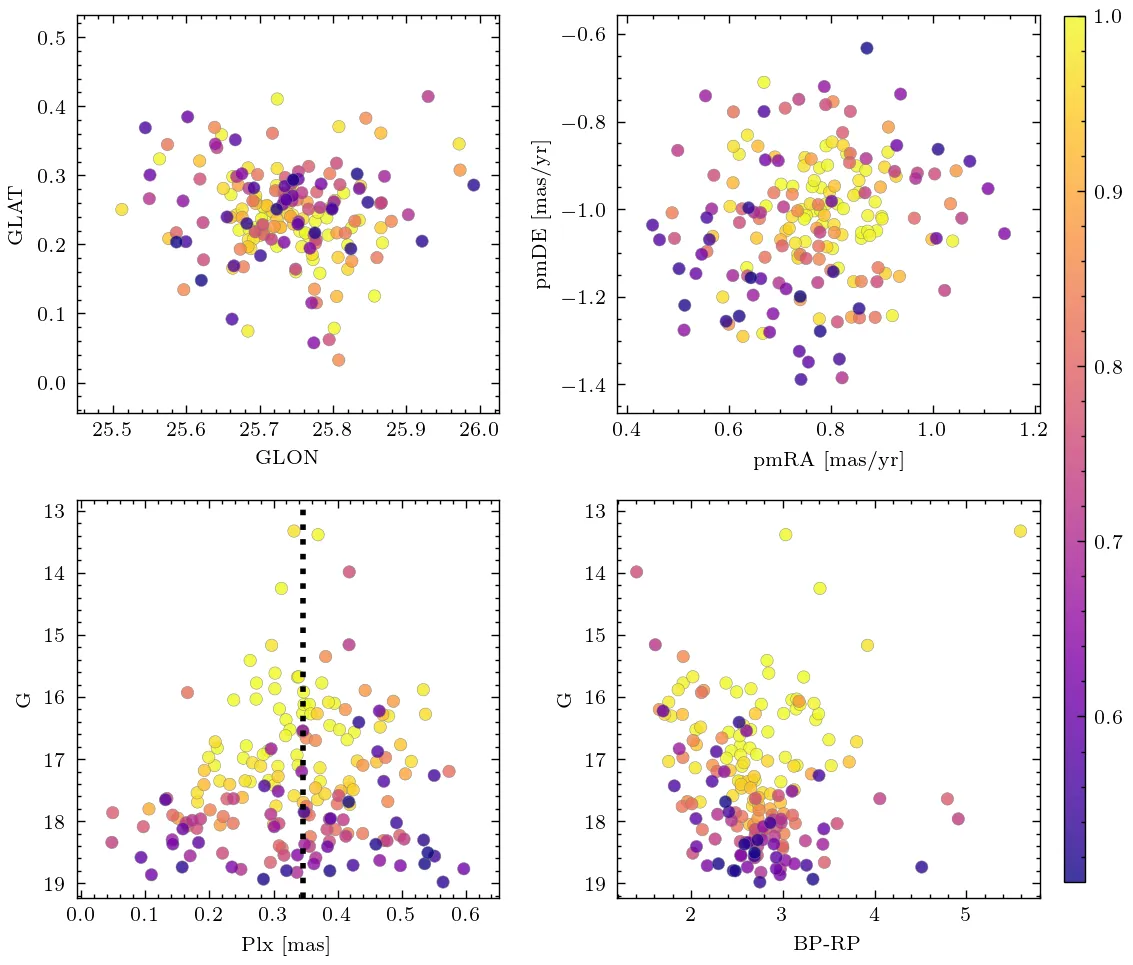 0.5
0.4
0.3
0.2
0.1
0.0
GLAT
25.5 25.6 25.7 25.8 25.9 26.0
GLON
−0.6
−0.8
−1.0
−1.2
−1.4
pmDE [mas/yr]
0.4 0.6 0.8 1.0 1.2
pmRA [mas/yr]
1.0
0.9
0.8
0.7
0.6
13
14
15
16
17
18
19
G
0.0 0.1 0.2 0.3 0.4 0.5 0.6
Plx [mas]
13
14
15
16
17
18
19
G
2 3 4 5
BP-RP